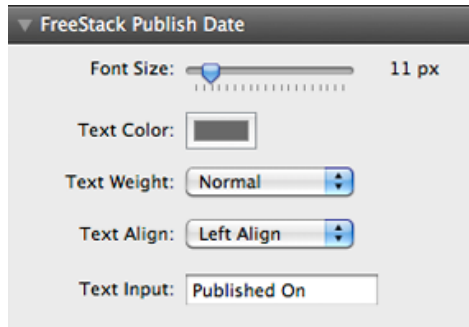 FreeStack Publish Date
Font Size: 11 px
Text Color:
Text Weight: Normal
Text Align: Left Align
Text Input: Published On